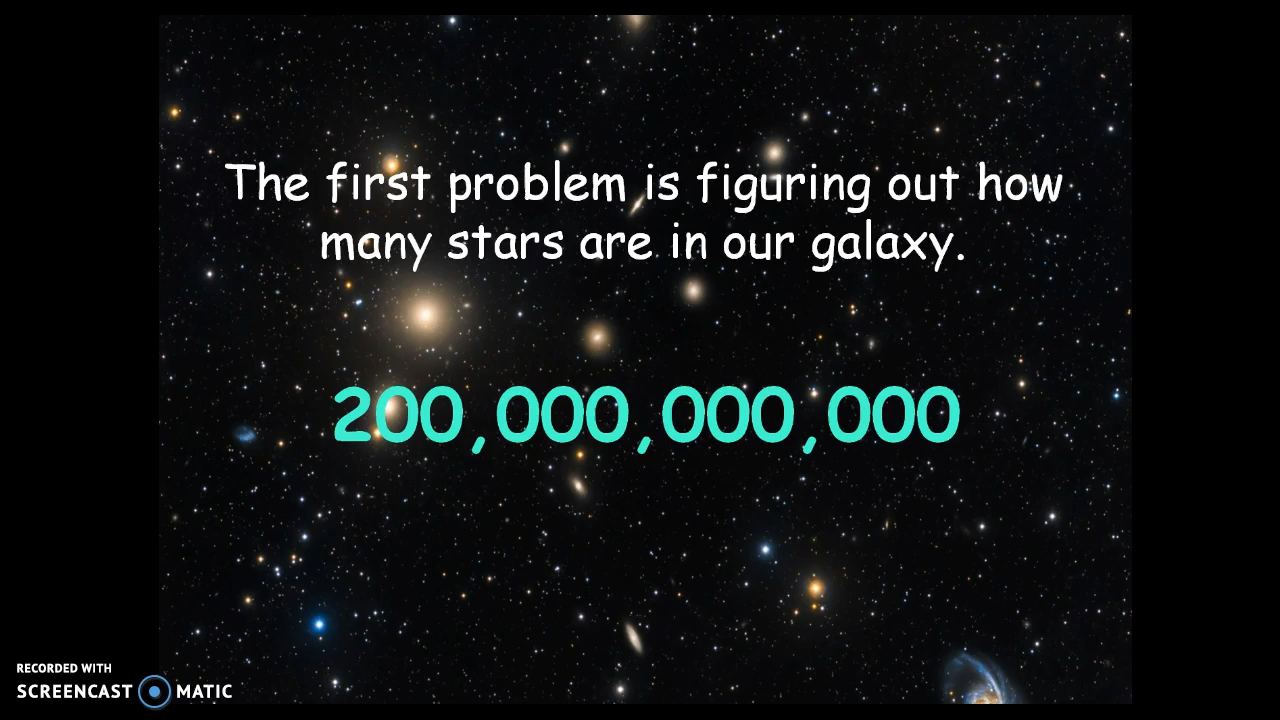 The first problem is figuring out how
many stars are in our galaxy.
200,000,000,000
RECORDED WITH
SCREENCAST MATIC